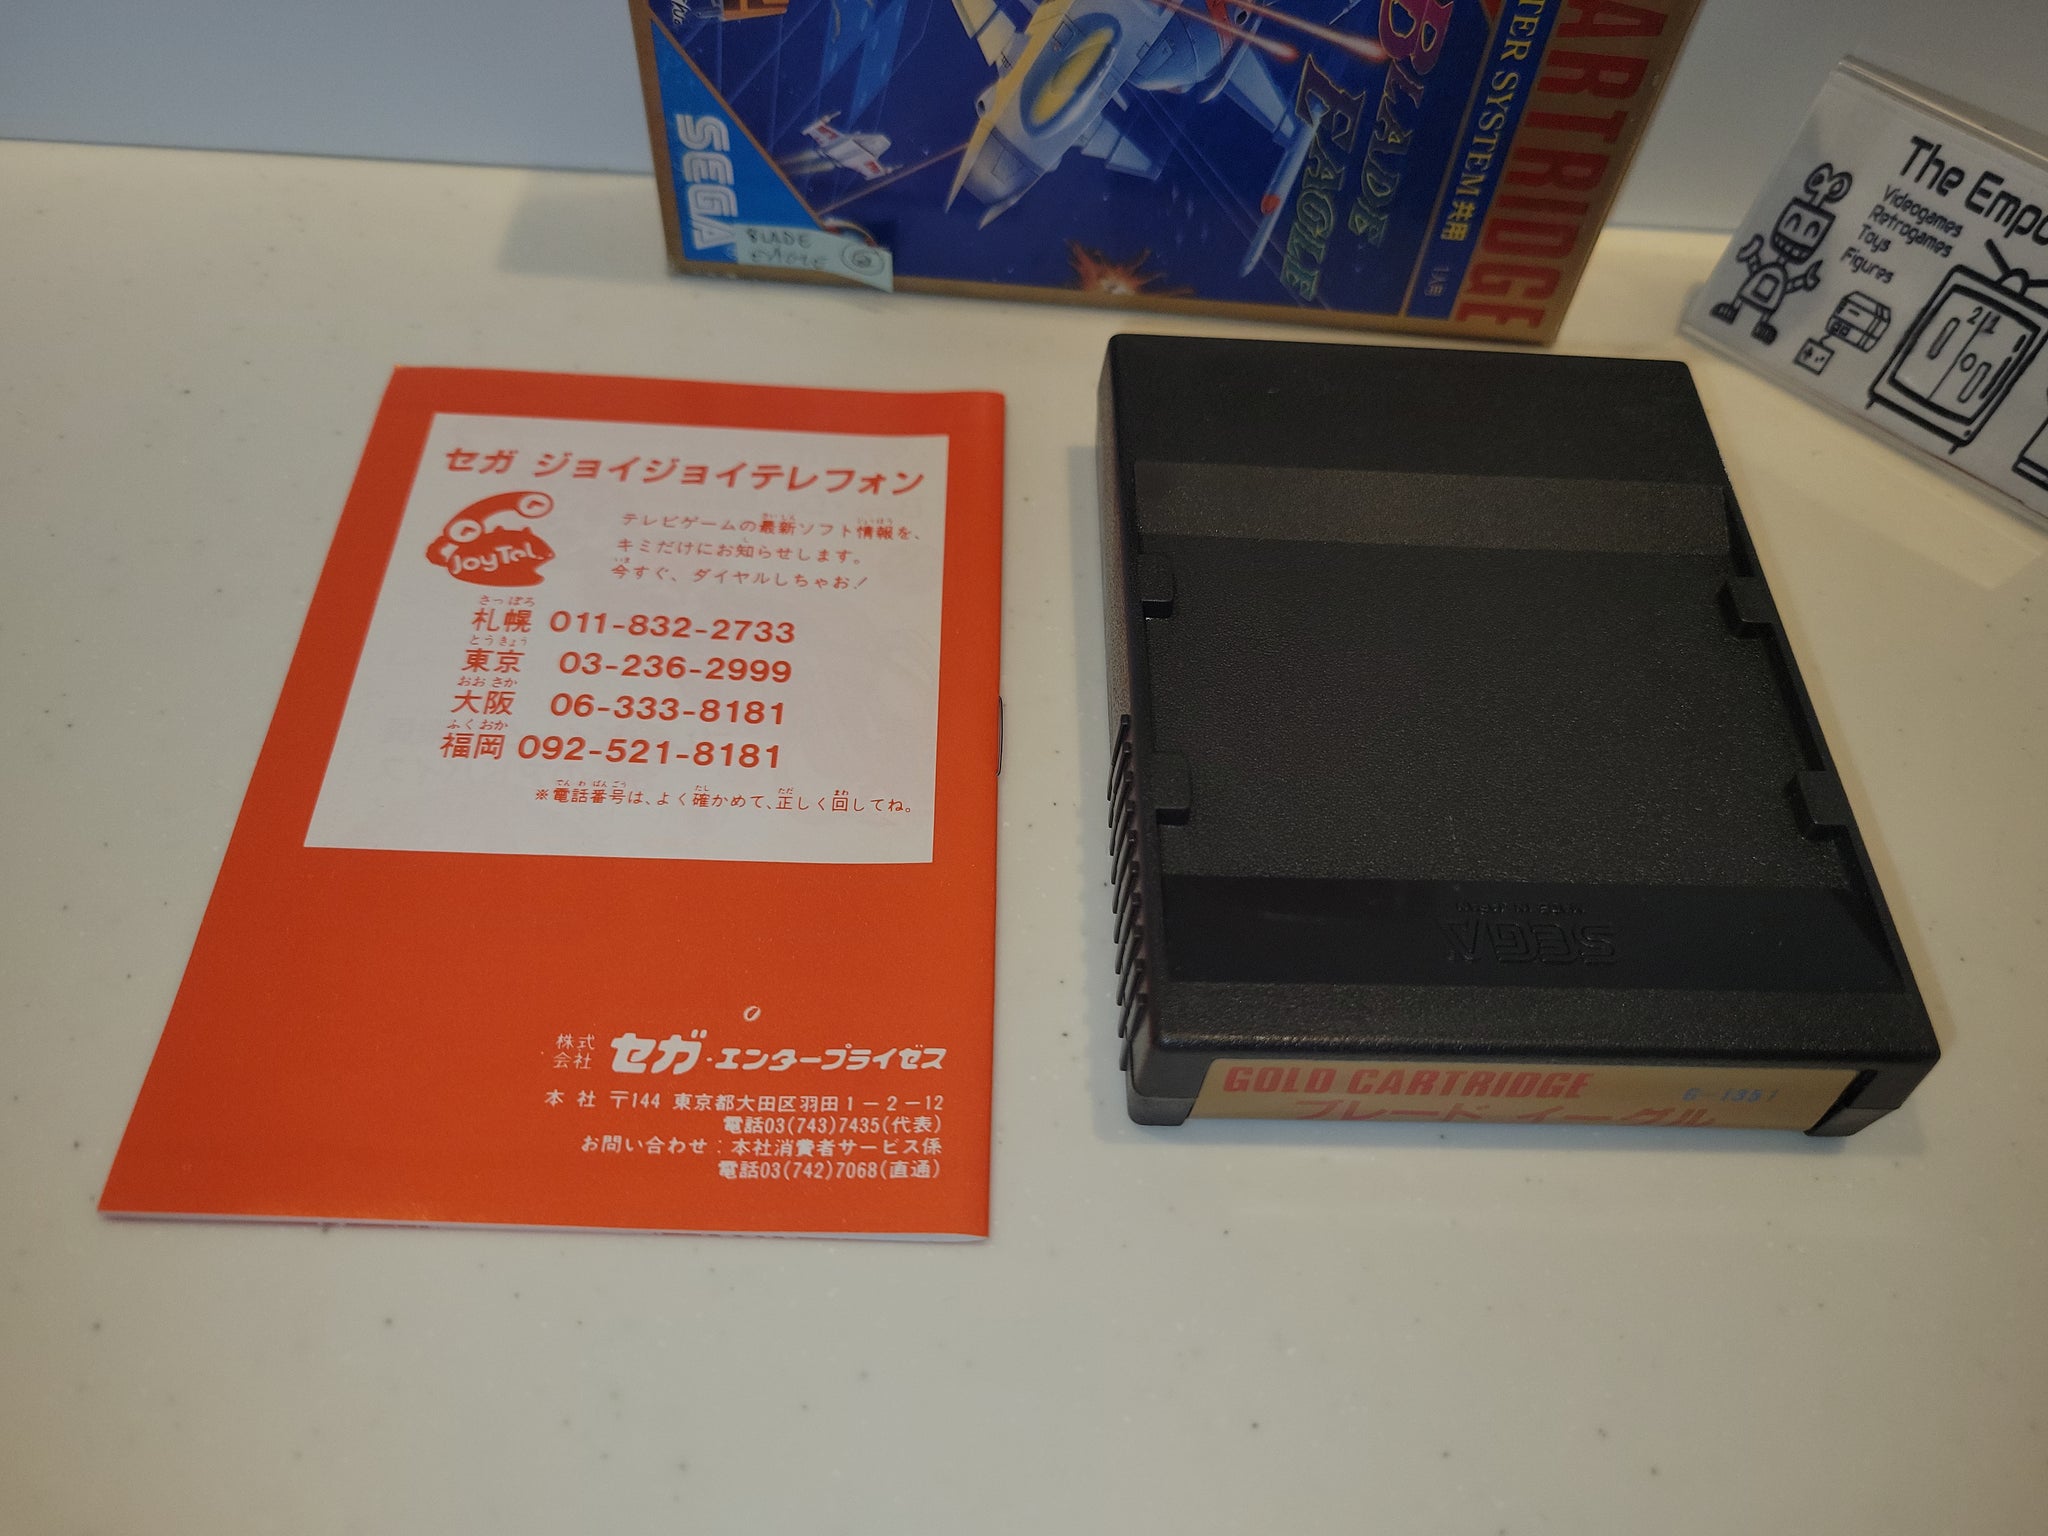 CARTRIDGE
TER SYSTEM 共用
1人用
BLADE
EAGLE
SEGA
BLADE
EAGLE
The Empo
Videogames
Retrogames
Toys
Figures
セガ ジョイジョイテレフォン
JoyTel
テレビゲームの最新ソフト情報を、
キミだけにお知らせします。
今すぐ、ダイヤルしちゃお！
札幌 011-832-2733
東京 03-236-2999
大阪 06-333-8181
福岡 092-521-8181
※電話番号は、よく確かめて、正しく回してね。
株式会社 セガ・エンタープライゼス
本 社 〒144 東京都大田区羽田1-2-12
電話03(743)7435(代表)
お問い合わせ：本社消費者サービス係
電話03(742)7068(直通)
SEGA
GOLD CARTRIDGE G-1351
ブレード イーグル